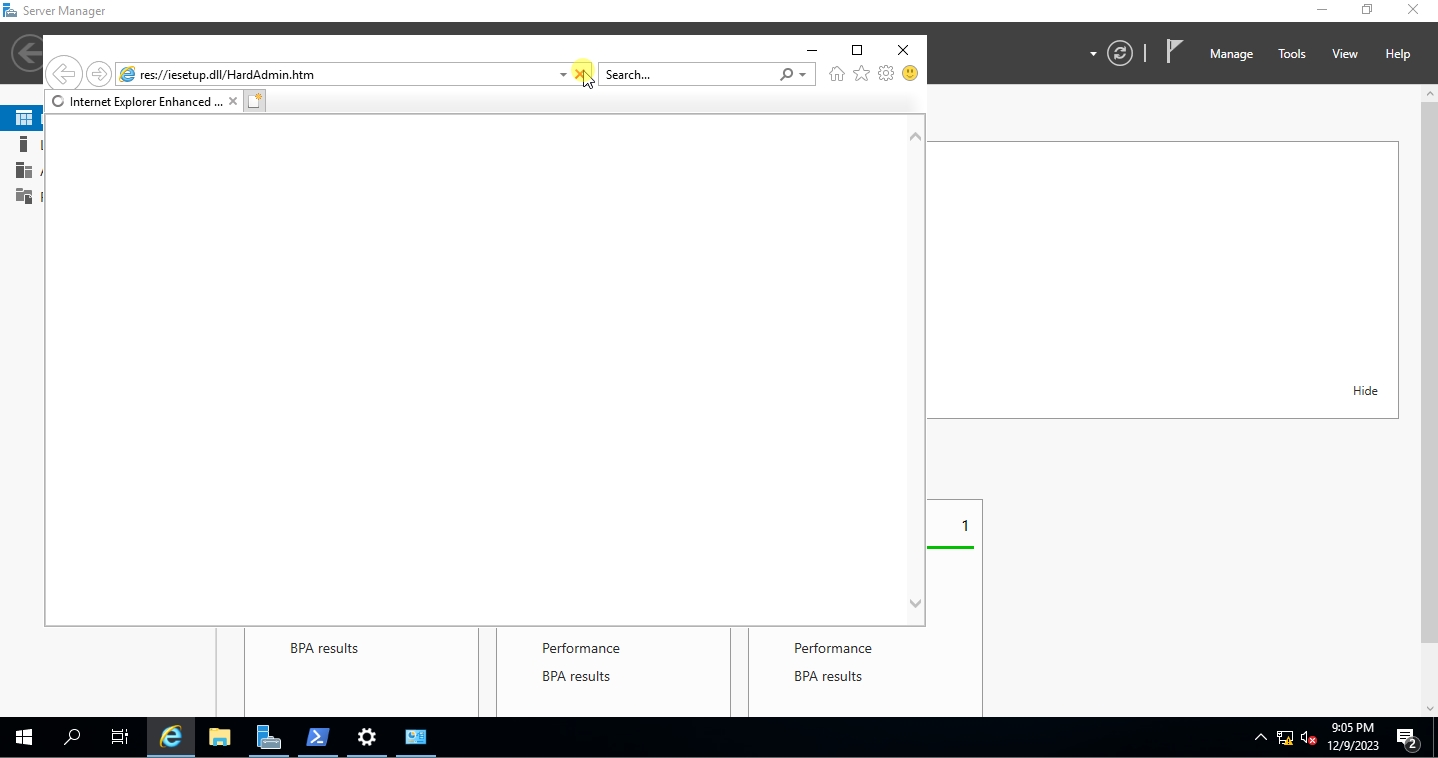 Server Manager
Manage
Tools
View
Help
res://iesetup.dll/HardAdmin.htm
Search...
Internet Explorer Enhanced ...
Hide
1
BPA results
Performance
BPA results
Performance
BPA results
9:05 PM
12/9/2023
2